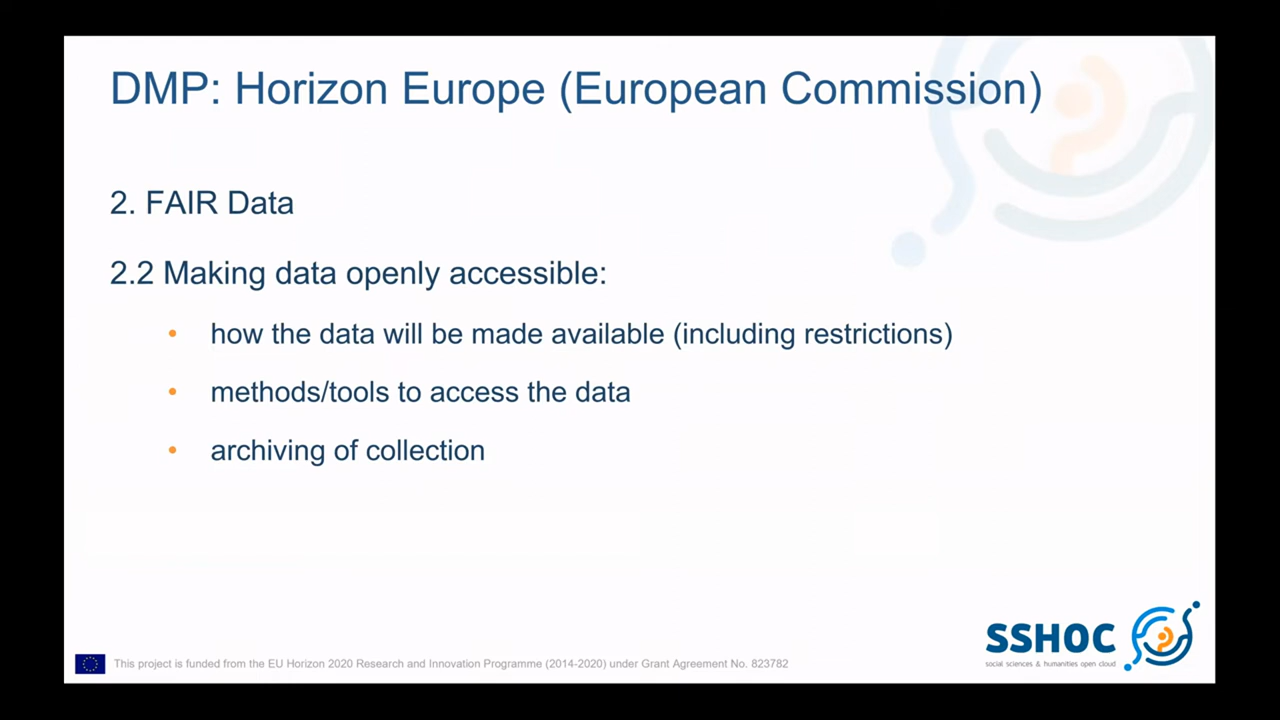 DMP: Horizon Europe (European Commission)
2. FAIR Data
2.2 Making data openly accessible:
• how the data will be made available (including restrictions)
• methods/tools to access the data
• archiving of collection
SSHOC
social sciences & humanities open cloud
This project is funded from the EU Horizon 2020 Research and Innovation Programme (2014-2020) under Grant Agreement No. 823782